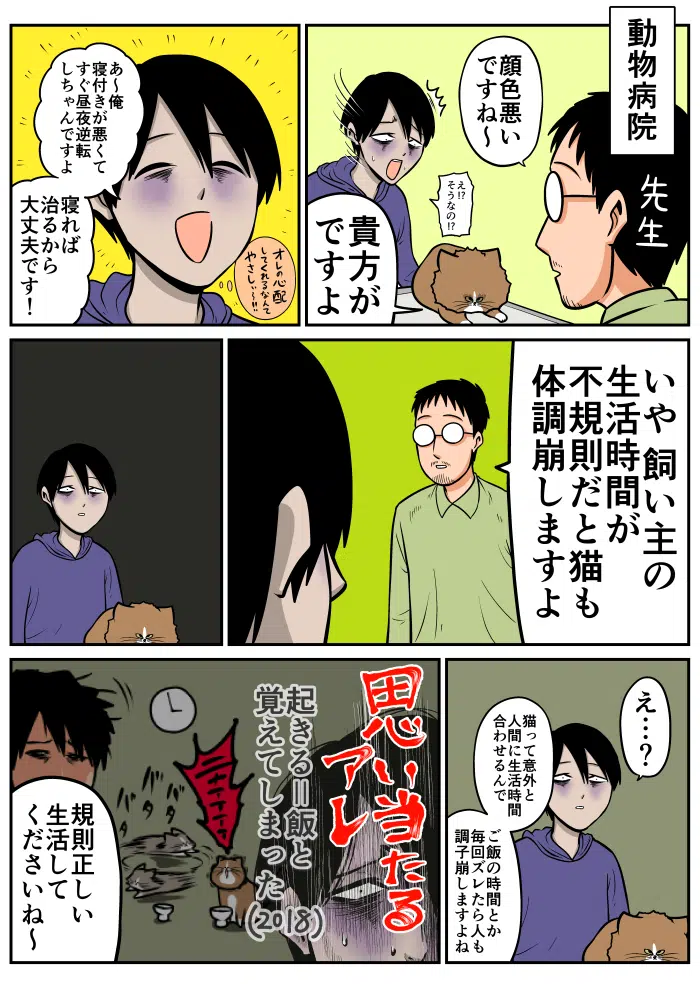 動物病院
先生
顔色悪い
ですね～
え!?
そうなの!?
貴方が
ですよ
あ～俺
寝付きが悪くて
すぐ昼夜逆転
しちゃんですよ
寝れば
治るから
大丈夫です！
オレの心配
してくれるなんて
やさしい～!!
いや 飼い主の
生活時間が
不規則だと猫も
体調崩しますよ
え…？
猫って意外と
人間に生活時間
合わせるんで
ご飯の時間とか
毎回ズレたら人も
調子崩しますよね
思い当たる
アレ
起きる＝飯と
覚えてしまった
(2018)
バタバタ
バタバタ
規則正しい
生活して
くださいね～